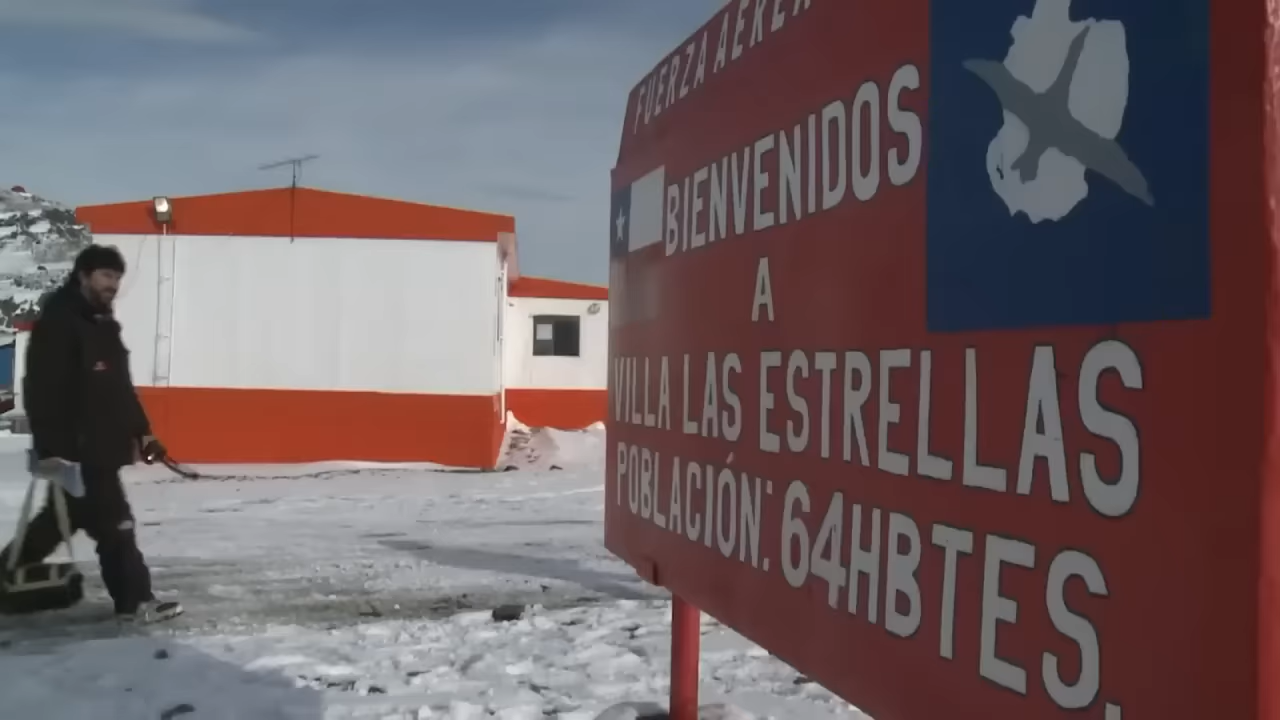 FUERZA AÉREA
BIENVENIDOS
A
VILLA LAS ESTRELLAS
POBLACIÓN: 64HBTES.